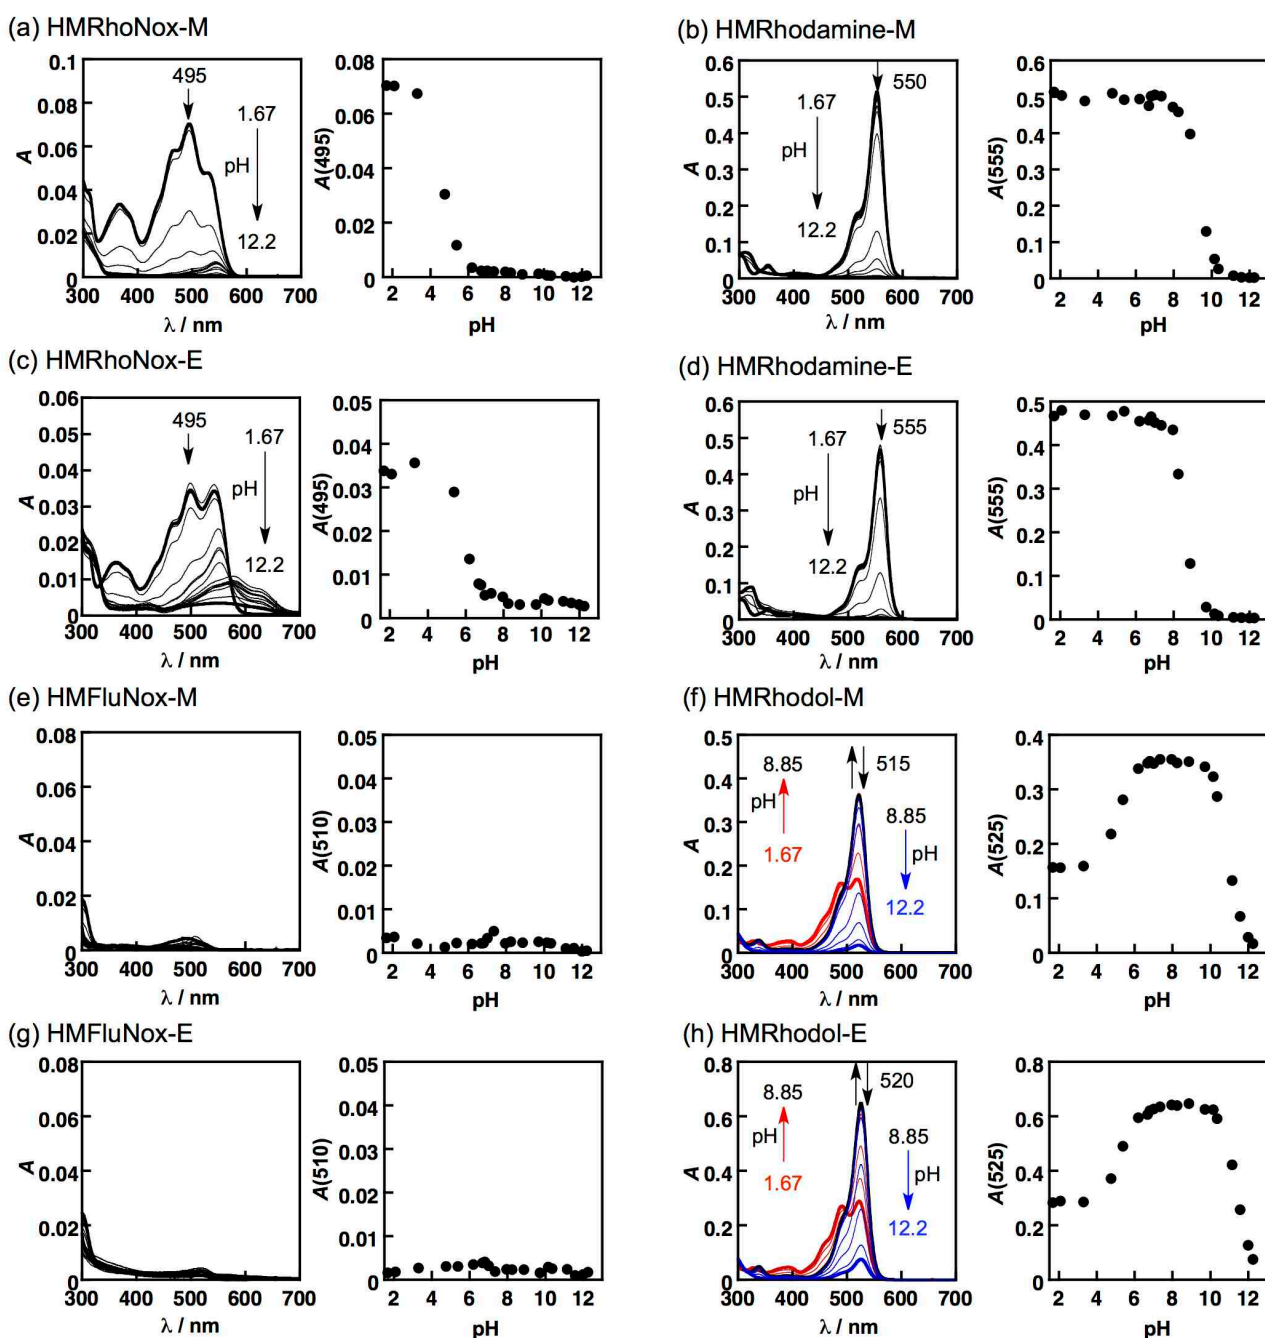 (a) HMRhoNox-M
0.1
0.08
0.06
0.04
0.02
0
A
495
1.67
pH
12.2
300 400 500 600 700
λ / nm
0.08
0.06
0.04
0.02
0
A(495)
2 4 6 8 10 12
pH
(b) HMRhodamine-M
0.6
0.5
0.4
0.3
0.2
0.1
0
A
550
1.67
pH
12.2
300 400 500 600 700
λ / nm
0.6
0.5
0.4
0.3
0.2
0.1
0
A(555)
2 4 6 8 10 12
pH
(c) HMRhoNox-E
0.06
0.05
0.04
0.03
0.02
0.01
0
A
495
1.67
pH
12.2
300 400 500 600 700
λ / nm
0.05
0.04
0.03
0.02
0.01
0
A(495)
2 4 6 8 10 12
pH
(d) HMRhodamine-E
0.6
0.5
0.4
0.3
0.2
0.1
0
A
555
1.67
pH
12.2
300 400 500 600 700
λ / nm
0.5
0.4
0.3
0.2
0.1
0
A(555)
2 4 6 8 10 12
pH
(e) HMFluNox-M
0.08
0.06
0.04
0.02
0
A
300 400 500 600 700
λ / nm
0.05
0.04
0.03
0.02
0.01
0
A(510)
2 4 6 8 10 12
pH
(f) HMRhodol-M
0.5
0.4
0.3
0.2
0.1
0
A
8.85
pH
1.67
515
8.85
pH
12.2
300 400 500 600 700
λ / nm
0.4
0.3
0.2
0.1
0
A(525)
2 4 6 8 10 12
pH
(g) HMFluNox-E
0.08
0.06
0.04
0.02
0
A
300 400 500 600 700
λ / nm
0.05
0.04
0.03
0.02
0.01
0
A(510)
2 4 6 8 10 12
pH
(h) HMRhodol-E
0.8
0.6
0.4
0.2
0
A
8.85
pH
1.67
520
8.85
pH
12.2
300 400 500 600 700
λ / nm
0.8
0.6
0.4
0.2
0
A(525)
2 4 6 8 10 12
pH